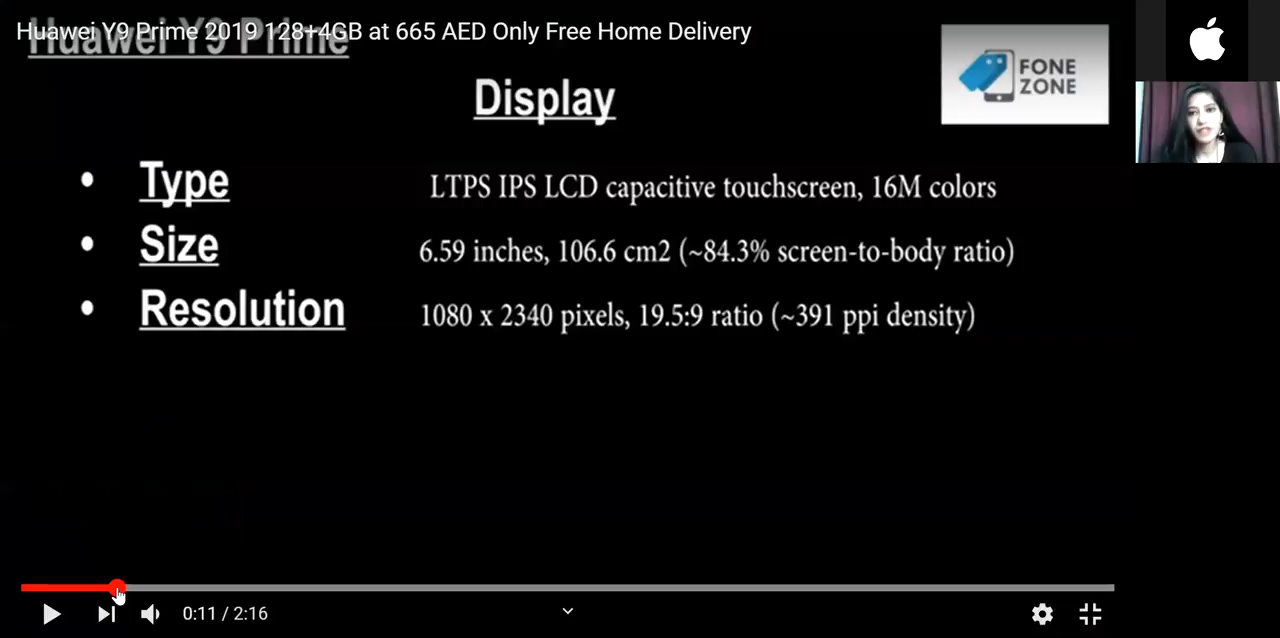 Huawei Y9 Prime 2019 128+4GB at 665 AED Only Free Home Delivery
Huawei Y9 Prime
FONE
ZONE
Display
• Type LTPS IPS LCD capacitive touchscreen, 16M colors
• Size 6.59 inches, 106.6 cm2 (~84.3% screen-to-body ratio)
• Resolution 1080 x 2340 pixels, 19.5:9 ratio (~391 ppi density)
0:11 / 2:16